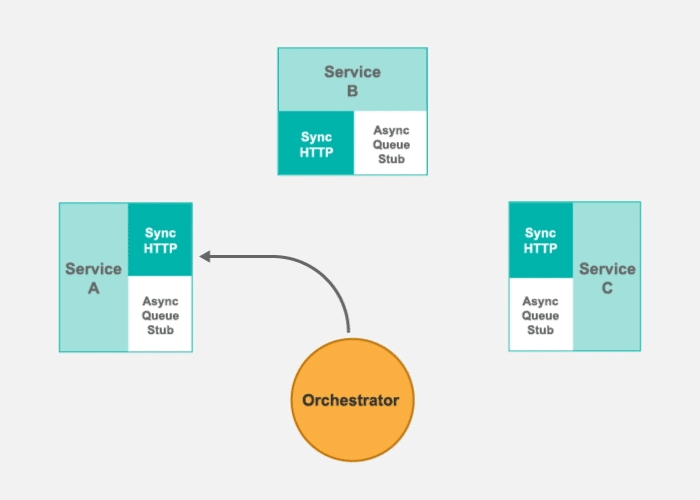 Service
B
Sync
HTTP
Async
Queue
Stub
Service
A
Sync
HTTP
Async
Queue
Stub
Sync
HTTP
Async
Queue
Stub
Service
C
Orchestrator